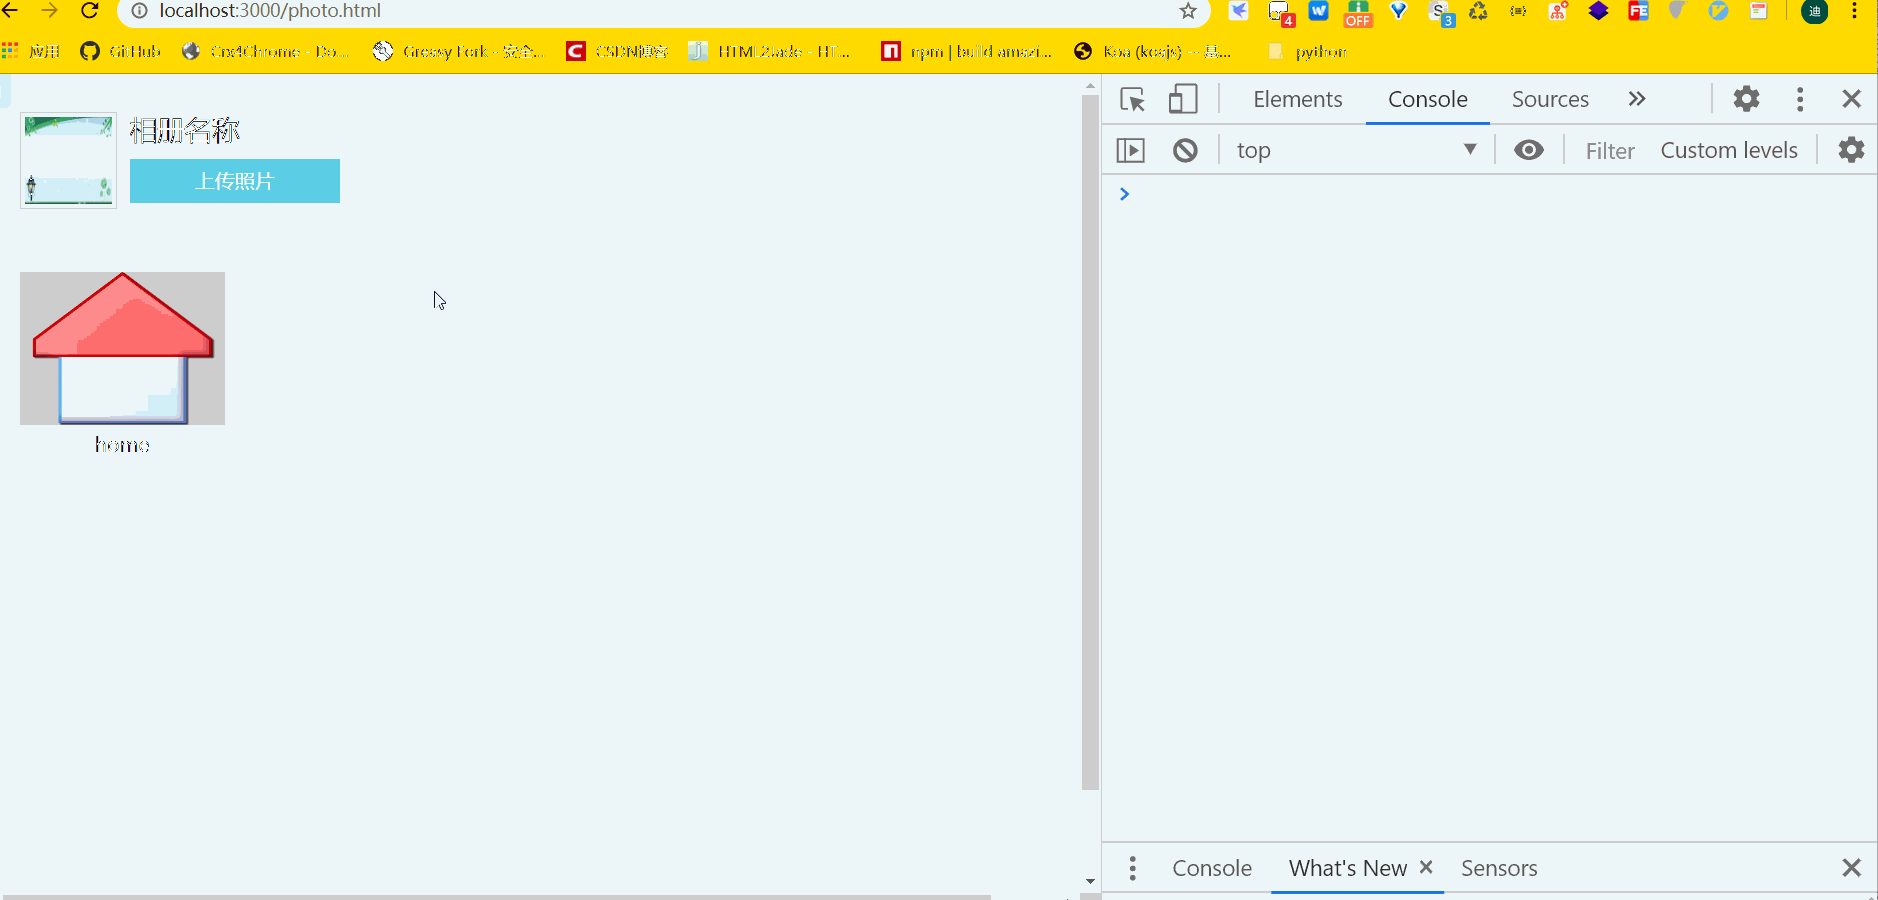 localhost:3000/photo.html
4
W
OFF
S
3
FE
迪
应用
GitHub
Crx4Chrome - Do...
Greasy Fork - 安全...
CSDN博客
HTML2Jade - HT...
npm | build amazi...
Koa (koajs) -- 基...
python
相册名称
上传照片
home
Elements
Console
Sources
top
Filter
Custom levels
Console
What's New
Sensors